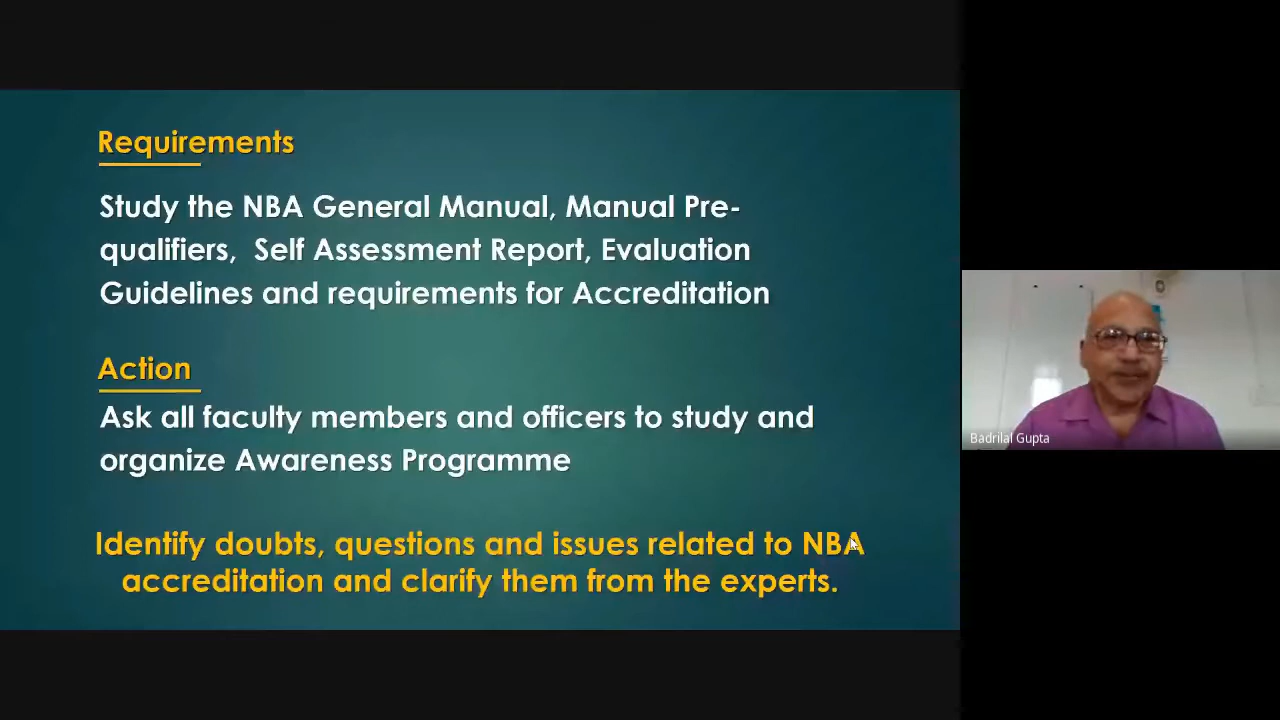 Requirements
Study the NBA General Manual, Manual Pre-
qualifiers, Self Assessment Report, Evaluation
Guidelines and requirements for Accreditation
Action
Ask all faculty members and officers to study and
organize Awareness Programme
Identify doubts, questions and issues related to NBA
accreditation and clarify them from the experts.
Badrilal Gupta